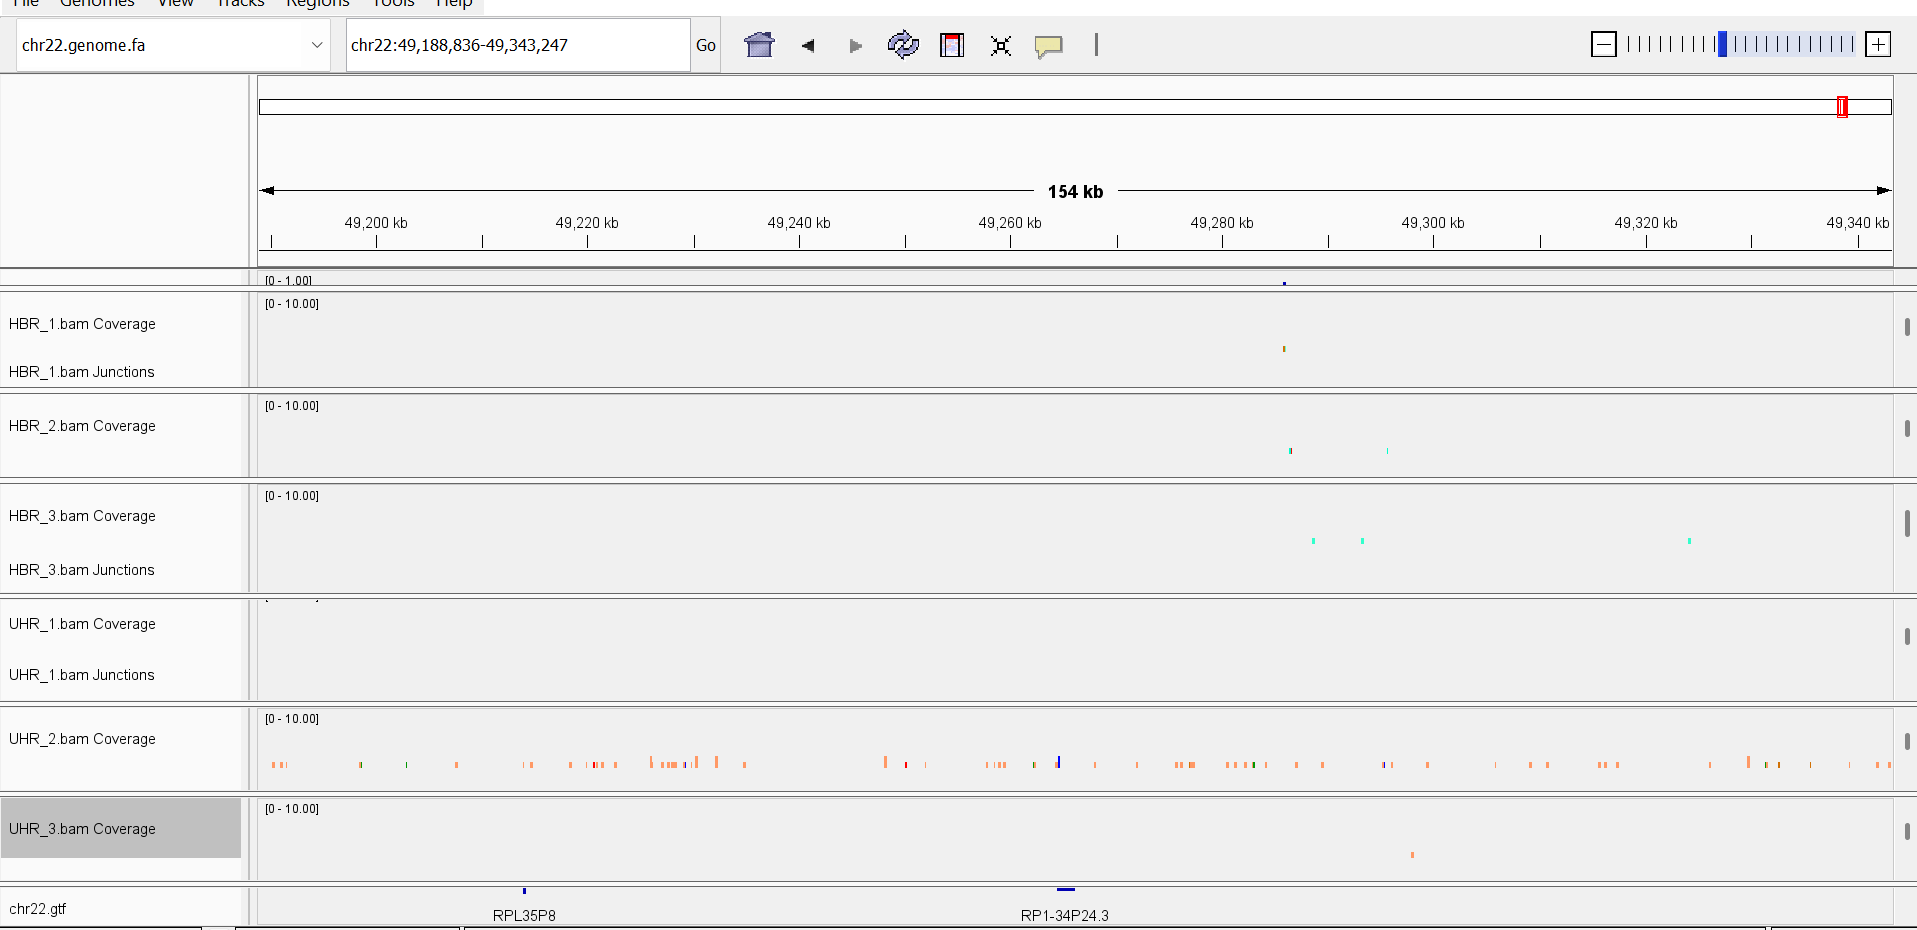 File Genomes View Tracks Regions Tools Help
chr22.genome.fa chr22:49,188,836-49,343,247 Go
154 kb
49,200 kb 49,220 kb 49,240 kb 49,260 kb 49,280 kb 49,300 kb 49,320 kb 49,340 kb
[0 - 1.00]
[0 - 10.00]
HBR_1.bam Coverage
HBR_1.bam Junctions
[0 - 10.00]
HBR_2.bam Coverage
[0 - 10.00]
HBR_3.bam Coverage
HBR_3.bam Junctions
UHR_1.bam Coverage
UHR_1.bam Junctions
[0 - 10.00]
UHR_2.bam Coverage
[0 - 10.00]
UHR_3.bam Coverage
chr22.gtf
RPL35P8 RP1-34P24.3